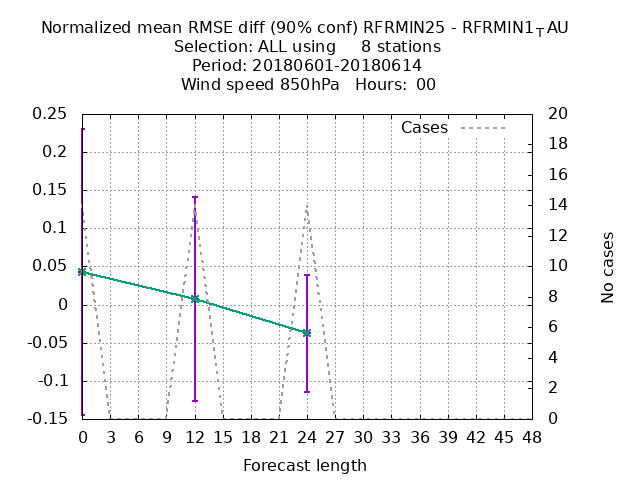 Normalized mean RMSE diff (90% conf) RFRMIN25 - RFRMIN1_TAU
Selection: ALL using 8 stations
Period: 20180601-20180614
Wind speed 850hPa Hours: 00
Cases
0.25
0.2
0.15
0.1
0.05
0
-0.05
-0.1
-0.15
20
18
16
14
12
10
8
6
4
2
0
No cases
0 3 6 9 12 15 18 21 24 27 30 33 36 39 42 45 48
Forecast length